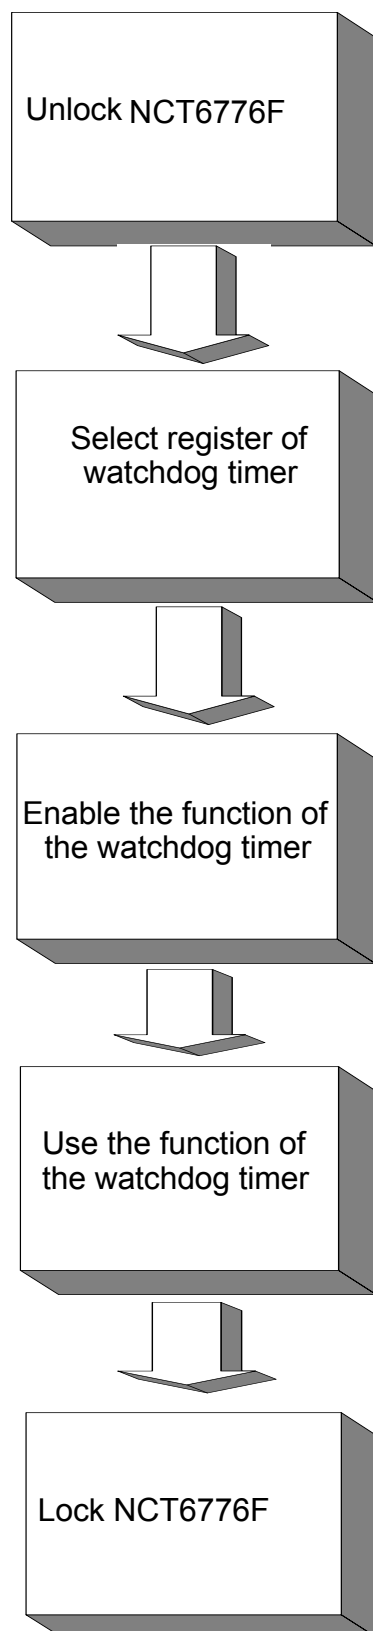 Unlock NCT6776F
Select register of
watchdog timer
Enable the function of
the watchdog timer
Use the function of
the watchdog timer
Lock NCT6776F